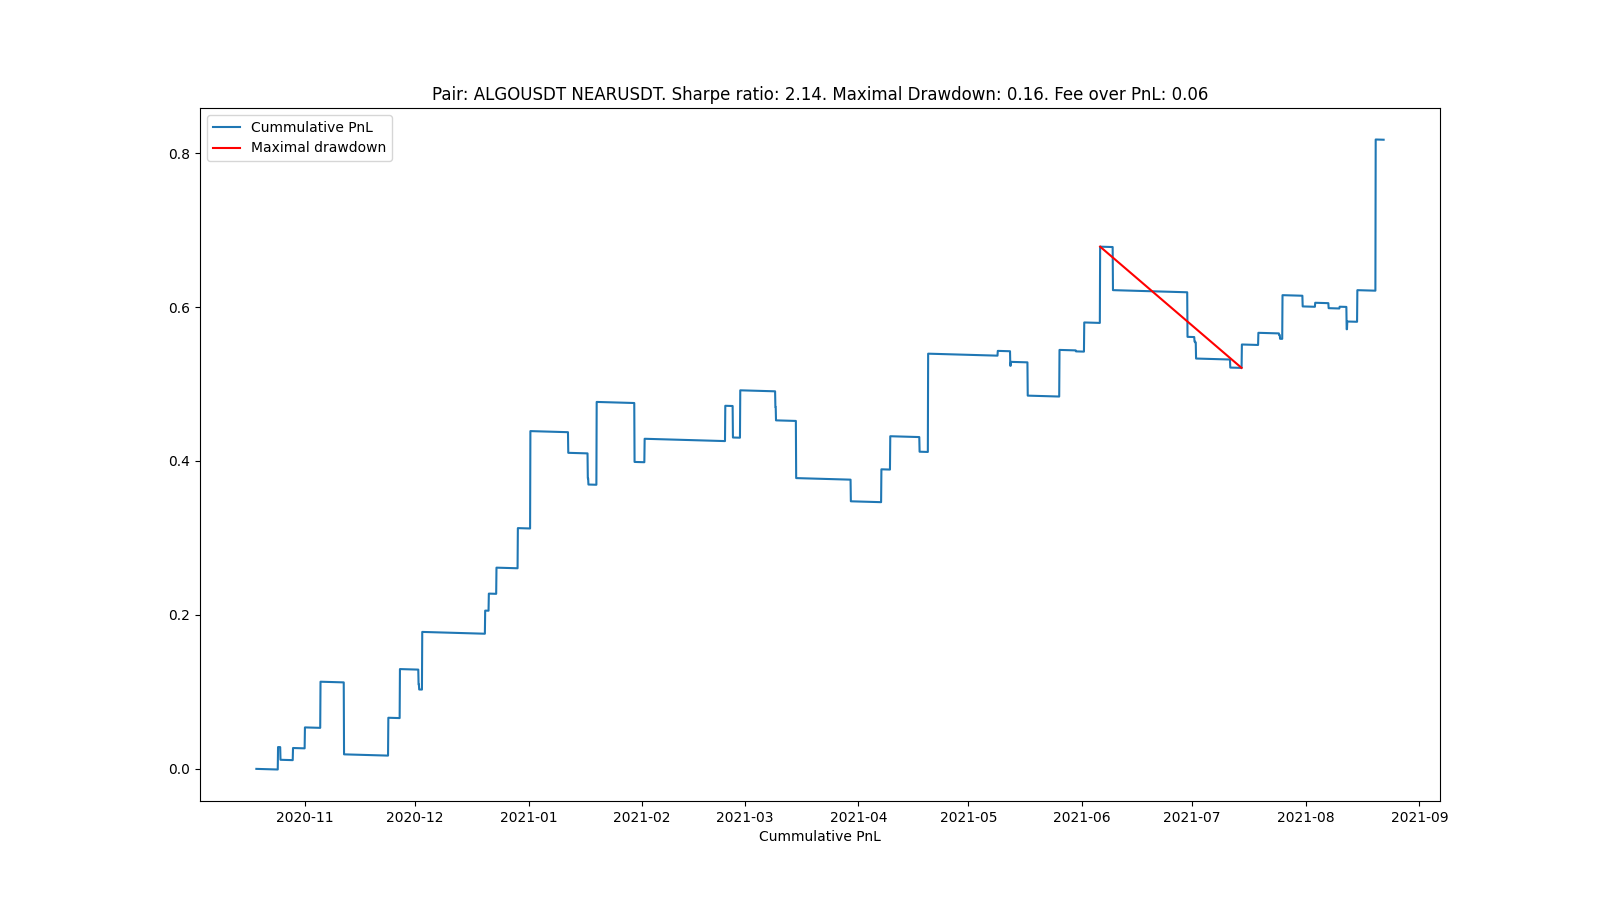 Pair: ALGOUSDT NEARUSDT. Sharpe ratio: 2.14. Maximal Drawdown: 0.16. Fee over PnL: 0.06
Cummulative PnL
Maximal drawdown
0.8
0.6
0.4
0.2
0.0
2020-11 2020-12 2021-01 2021-02 2021-03 2021-04 2021-05 2021-06 2021-07 2021-08 2021-09
Cummulative PnL